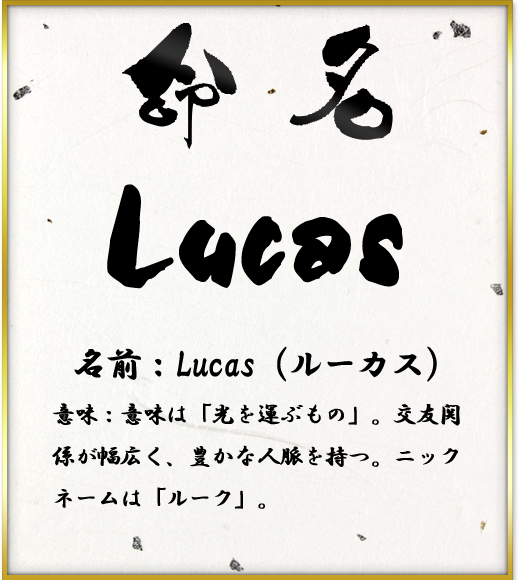 命名
Lucas
名前：Lucas（ルーカス）
意味：意味は「光を運ぶもの」。交友関
係が幅広く、豊かな人脈を持つ。ニック
ネームは「ルーク」。